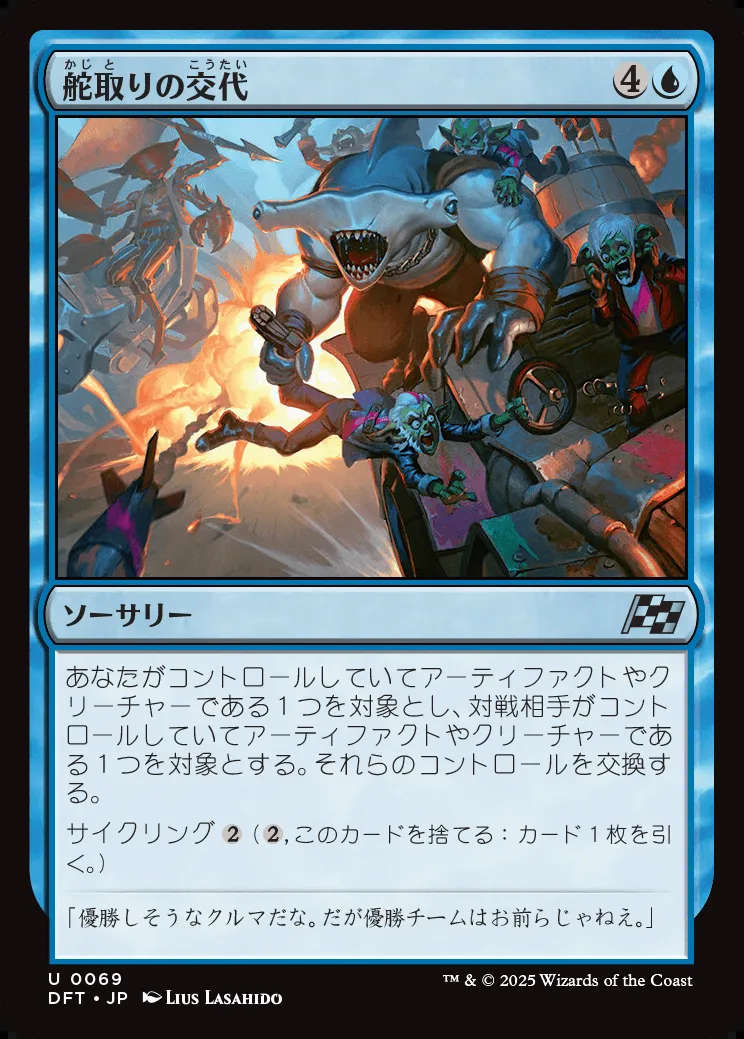 かじと こうたい
舵取りの交代 4
ソーサリー
あなたがコントロールしていてアーティファクトやク
リーチャーである１つを対象とし、対戦相手がコント
ロールしていてアーティファクトやクリーチャーであ
る１つを対象とする。それらのコントロールを交換す
る。
サイクリング 2（2,このカードを捨てる：カード１枚を引
く。）
「優勝しそうなクルマだな。だが優勝チームはお前らじゃねえ。」
U 0069
DFT • JP Lius Lasahido
™ & © 2025 Wizards of the Coast